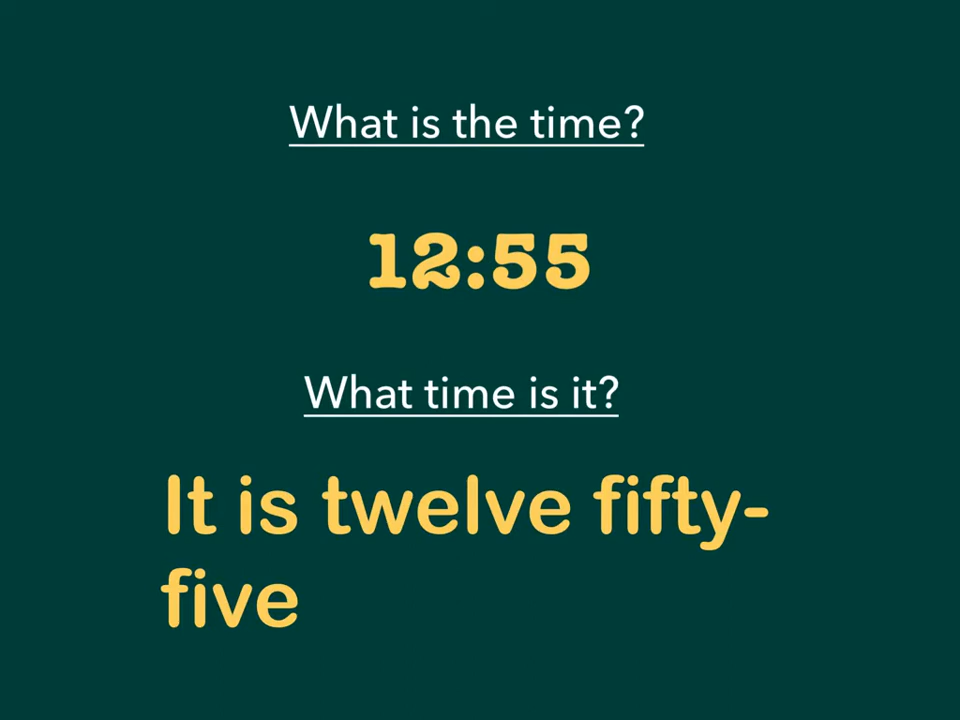 What is the time?
12:55
What time is it?
It is twelve fifty-
five